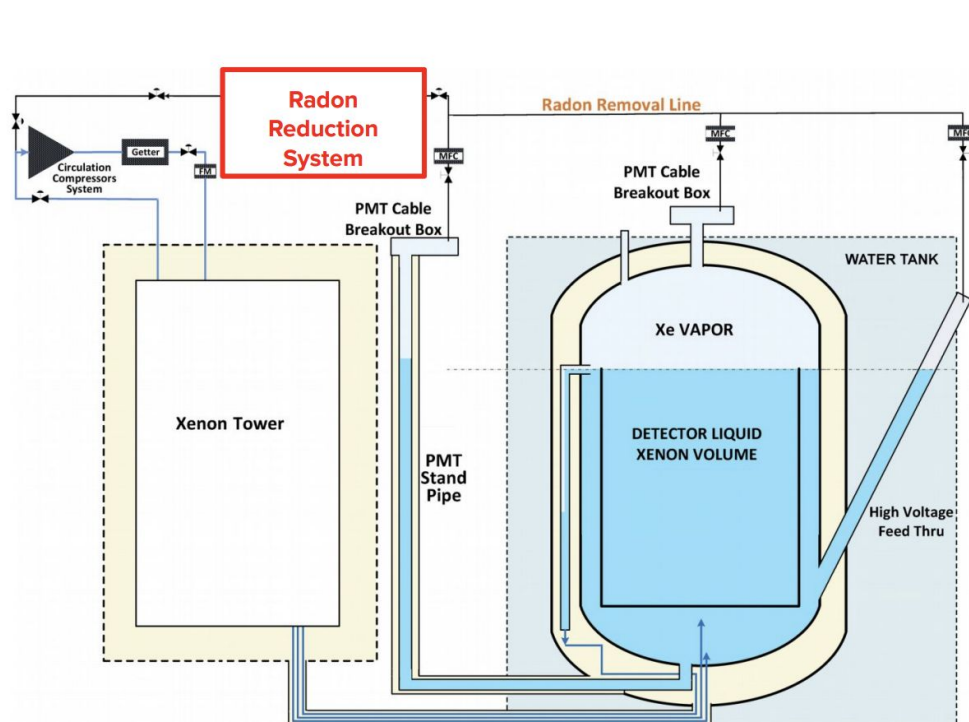 Radon
Reduction
System
Radon Removal Line
Getter
Circulation
Compressors
System
FM
MFC
MFC
MFC
PMT Cable
Breakout Box
PMT Cable
Breakout Box
WATER TANK
Xe VAPOR
Xenon Tower
DETECTOR LIQUID
XENON VOLUME
PMT
Stand
Pipe
High Voltage
Feed Thru